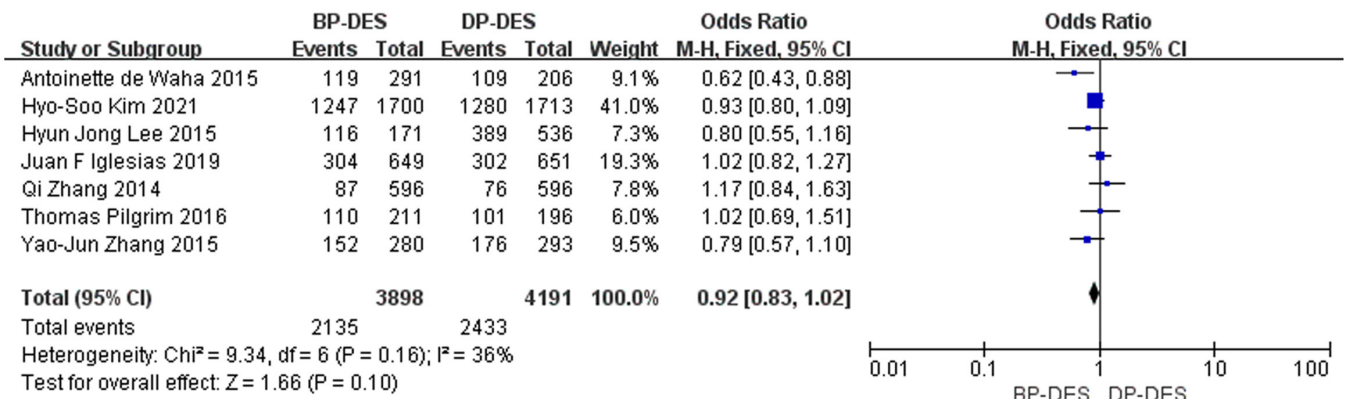 BP-DES DP-DES Odds Ratio Odds Ratio
Study or Subgroup Events Total Events Total Weight M-H, Fixed, 95% CI M-H, Fixed, 95% CI
Antoinette de Waha 2015 119 291 109 206 9.1% 0.62 [0.43, 0.88]
Hyo-Soo Kim 2021 1247 1700 1280 1713 41.0% 0.93 [0.80, 1.09]
Hyun Jong Lee 2015 116 171 389 536 7.3% 0.80 [0.55, 1.16]
Juan F Iglesias 2019 304 649 302 651 19.3% 1.02 [0.82, 1.27]
Qi Zhang 2014 87 596 76 596 7.8% 1.17 [0.84, 1.63]
Thomas Pilgrim 2016 110 211 101 196 6.0% 1.02 [0.69, 1.51]
Yao-Jun Zhang 2015 152 280 176 293 9.5% 0.79 [0.57, 1.10]
Total (95% CI) 3898 4191 100.0% 0.92 [0.83, 1.02]
Total events 2135 2433
Heterogeneity: Chi² = 9.34, df = 6 (P = 0.16); I² = 36%
Test for overall effect: Z = 1.66 (P = 0.10)
0.01 0.1 1 10 100
BP-DES DP-DES